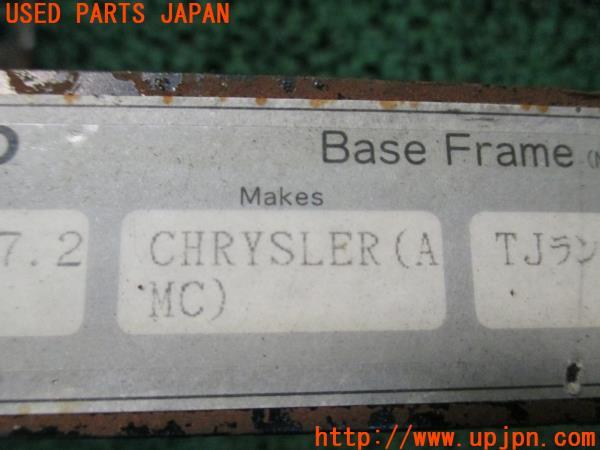 USED PARTS JAPAN
Base Frame
Makes
7.2
CHRYSLER(A
MC)
TJラン
http://www.upjpn.com